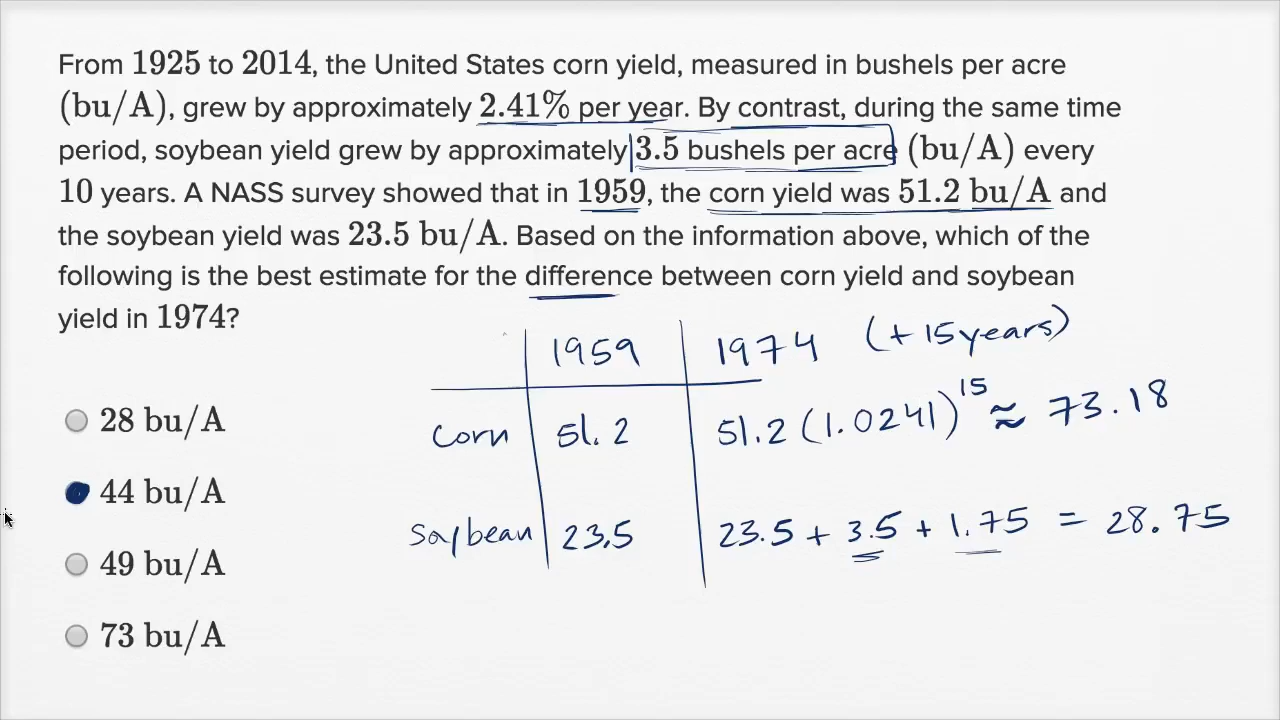 From 1925 to 2014, the United States corn yield, measured in bushels per acre
(bu/A), grew by approximately 2.41% per year. By contrast, during the same time
period, soybean yield grew by approximately 3.5 bushels per acre (bu/A) every
10 years. A NASS survey showed that in 1959, the corn yield was 51.2 bu/A and
the soybean yield was 23.5 bu/A. Based on the information above, which of the
following is the best estimate for the difference between corn yield and soybean
yield in 1974?
1959 1974 (+15years)
Corn 51.2 51.2(1.0241)^15 ≈ 73.18
Soybean 23.5 23.5 + 3.5 + 1.75 = 28.75
28 bu/A
44 bu/A
49 bu/A
73 bu/A